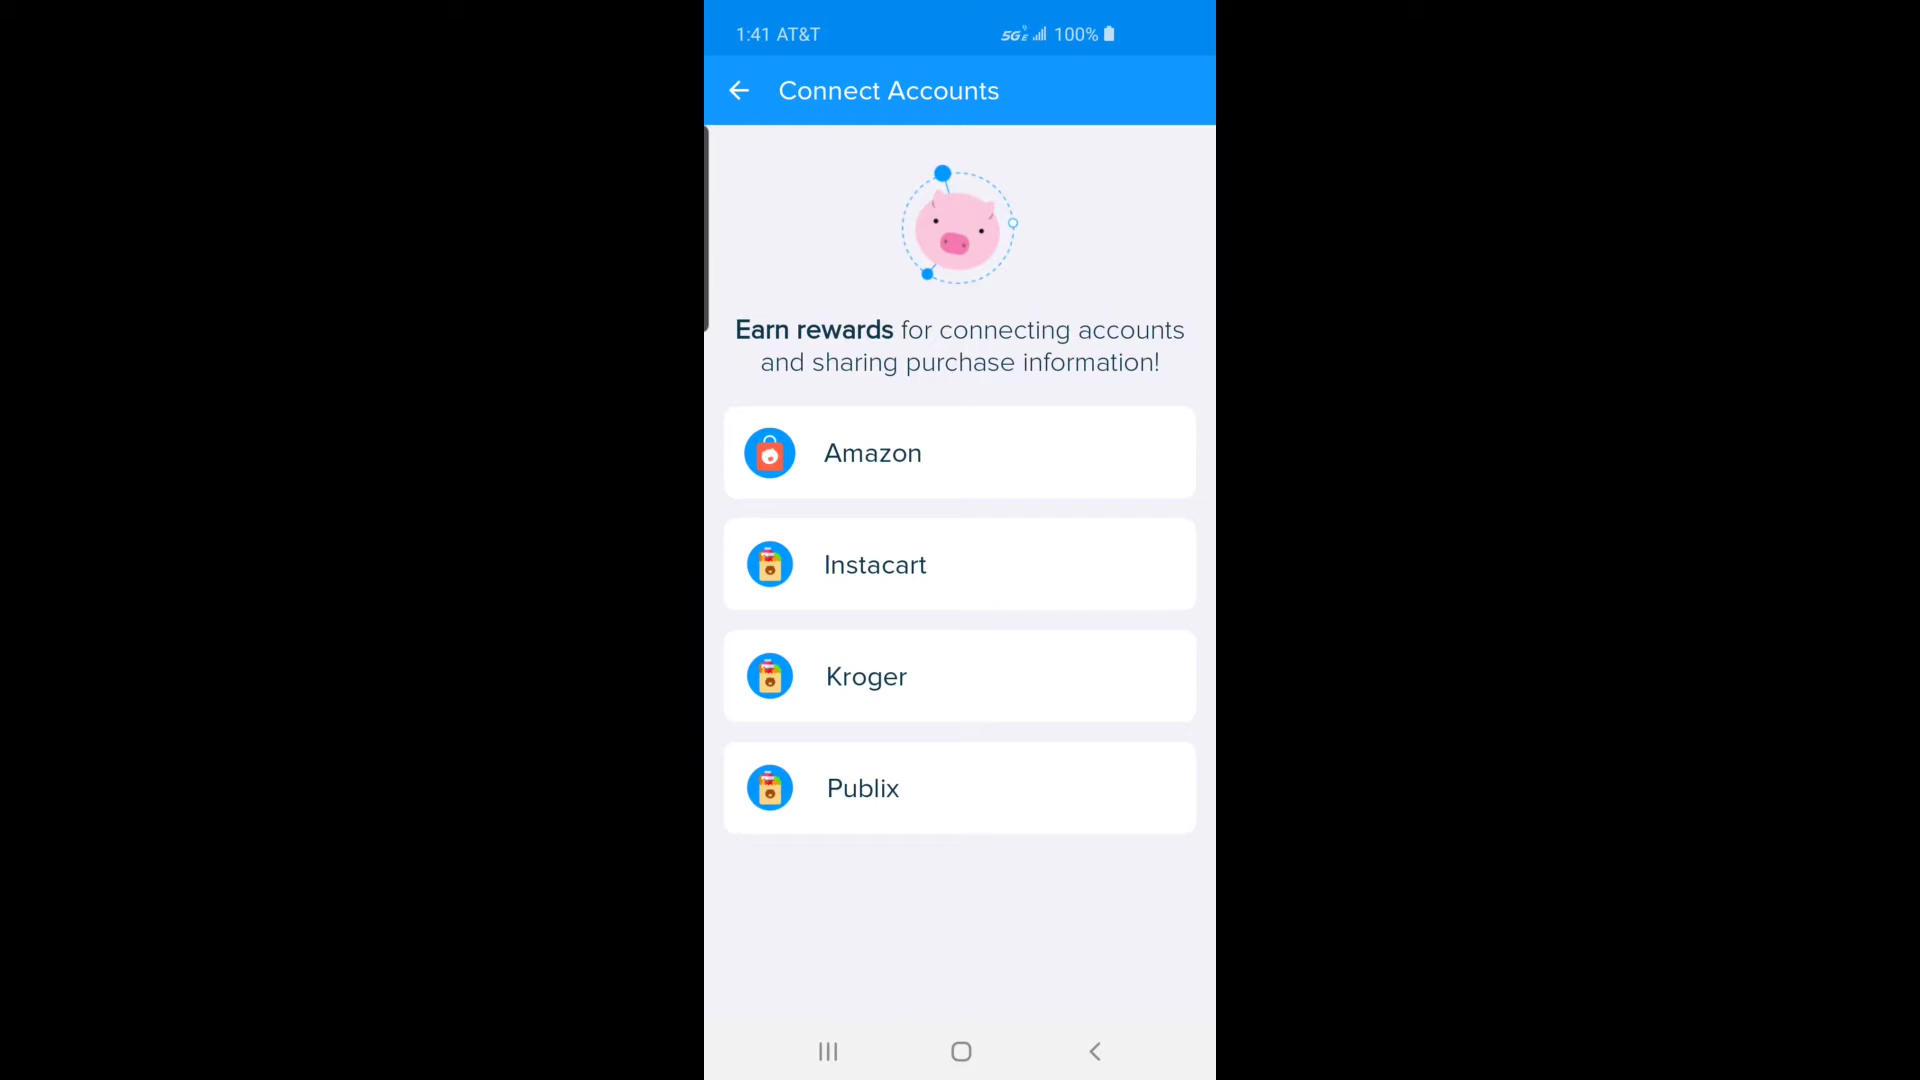 1:41 AT&T 5GE 100%
Connect Accounts
Earn rewards for connecting accounts
and sharing purchase information!
Amazon
Instacart
Kroger
Publix